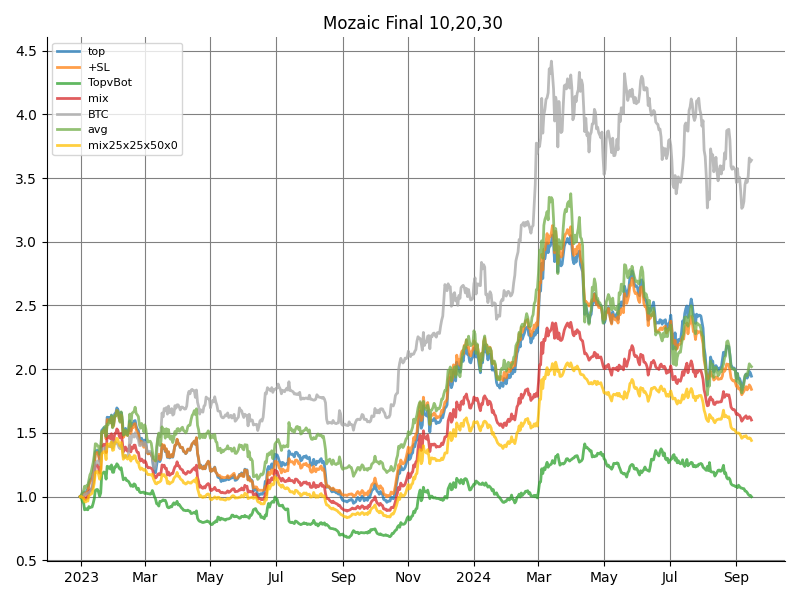 Mozaic Final 10,20,30
top
+SL
TopvBot
mix
BTC
avg
mix25x25x50x0
4.5
4.0
3.5
3.0
2.5
2.0
1.5
1.0
0.5
2023 Mar May Jul Sep Nov 2024 Mar May Jul Sep